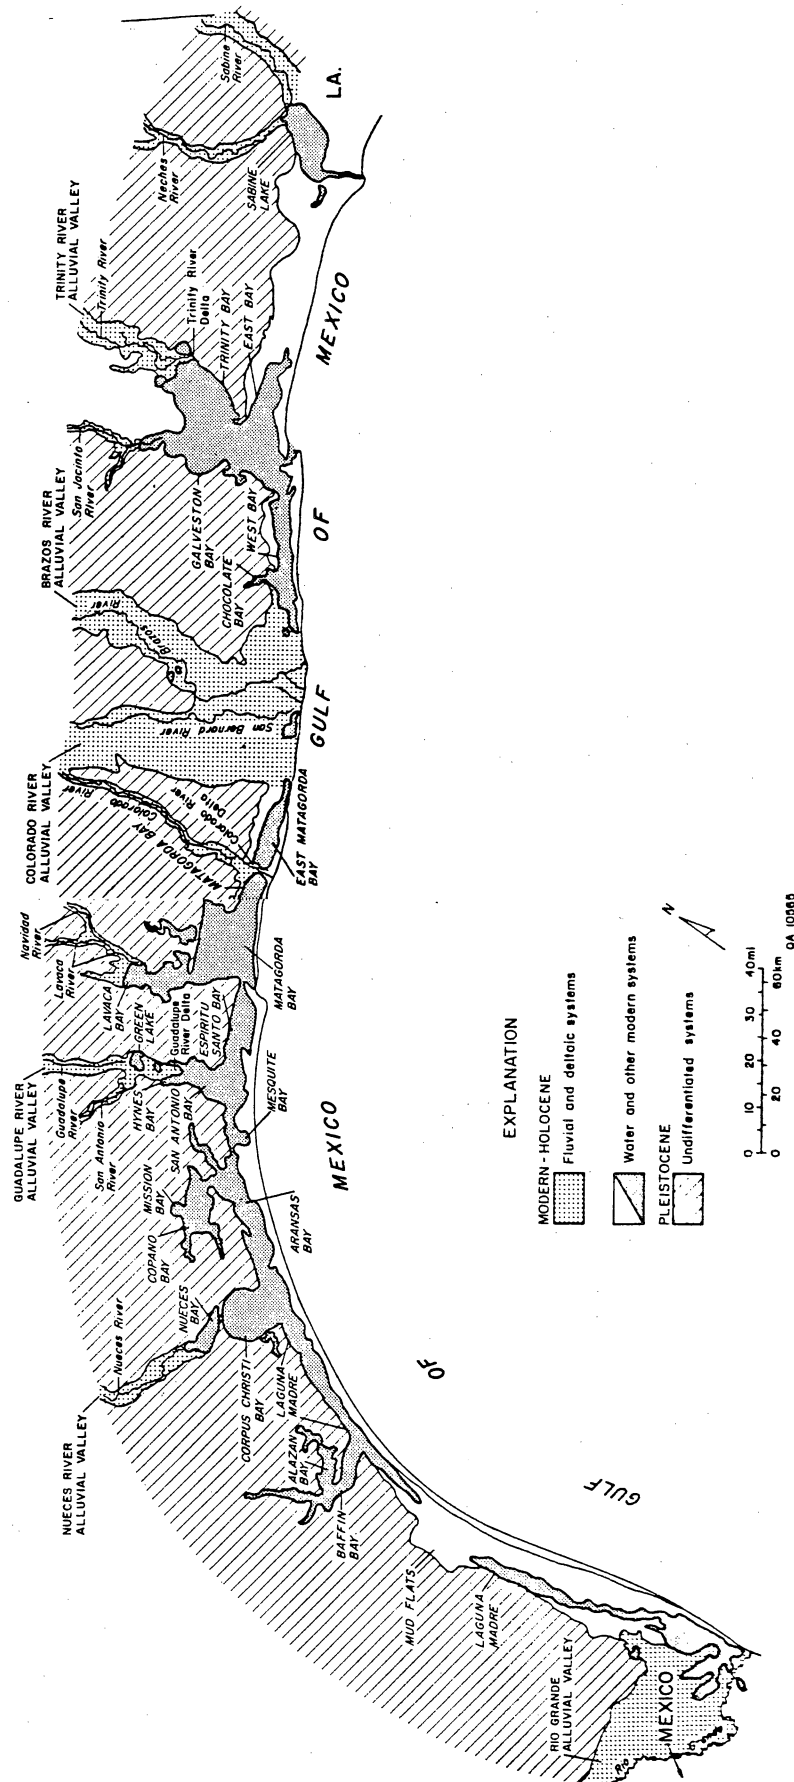 Sabine
River
LA.
Neches
River
SABINE
LAKE
TRINITY RIVER
ALLUVIAL VALLEY
Trinity River
Trinity River
Delta
TRINITY BAY
EAST BAY
MEXICO
San Jacinto
River
BRAZOS RIVER
ALLUVIAL VALLEY
GALVESTON
BAY
WEST BAY
CHOCOLATE
BAY
OF
Brazos
River
San Bernard River
GULF
COLORADO RIVER
ALLUVIAL VALLEY
Colorado
River
MATAGORDA BAY
Colorado
Delta River
EAST MATAGORDA
BAY
Navidad
River
Lavaca
River
LAVACA
BAY
GREEN
LAKE
Guadalupe
River Delta
ESPIRITU
SANTO BAY
MATAGORDA
BAY
GUADALUPE RIVER
ALLUVIAL VALLEY
Guadalupe
River
San Antonio
River
HYNES
BAY
SAN ANTONIO
BAY
MESQUITE
BAY
MISSION
BAY
COPANO
BAY
ARANSAS
BAY
MEXICO
NUECES RIVER
ALLUVIAL VALLEY
Nueces River
NUECES
BAY
CORPUS CHRISTI
BAY
LAGUNA
MADRE
ALAZAN
BAY
BAFFIN
BAY
OF
GULF
MUD FLATS
LAGUNA
MADRE
RIO GRANDE
ALLUVIAL VALLEY
MEXICO
Rio
EXPLANATION
MODERN-HOLOCENE
Fluvial and deltaic systems
Water and other modern systems
PLEISTOCENE
Undifferentiated systems
N
0 10 20 30 40mi
0 20 40 60km
QA 10565